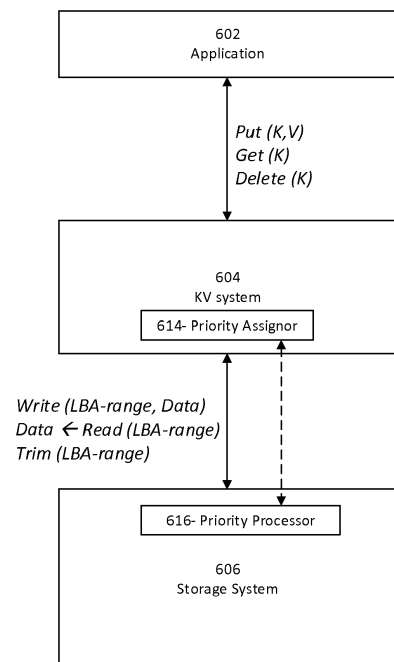 602
Application
Put (K,V)
Get (K)
Delete (K)
604
KV system
614- Priority Assignor
Write (LBA-range, Data)
Data ← Read (LBA-range)
Trim (LBA-range)
616- Priority Processor
606
Storage System